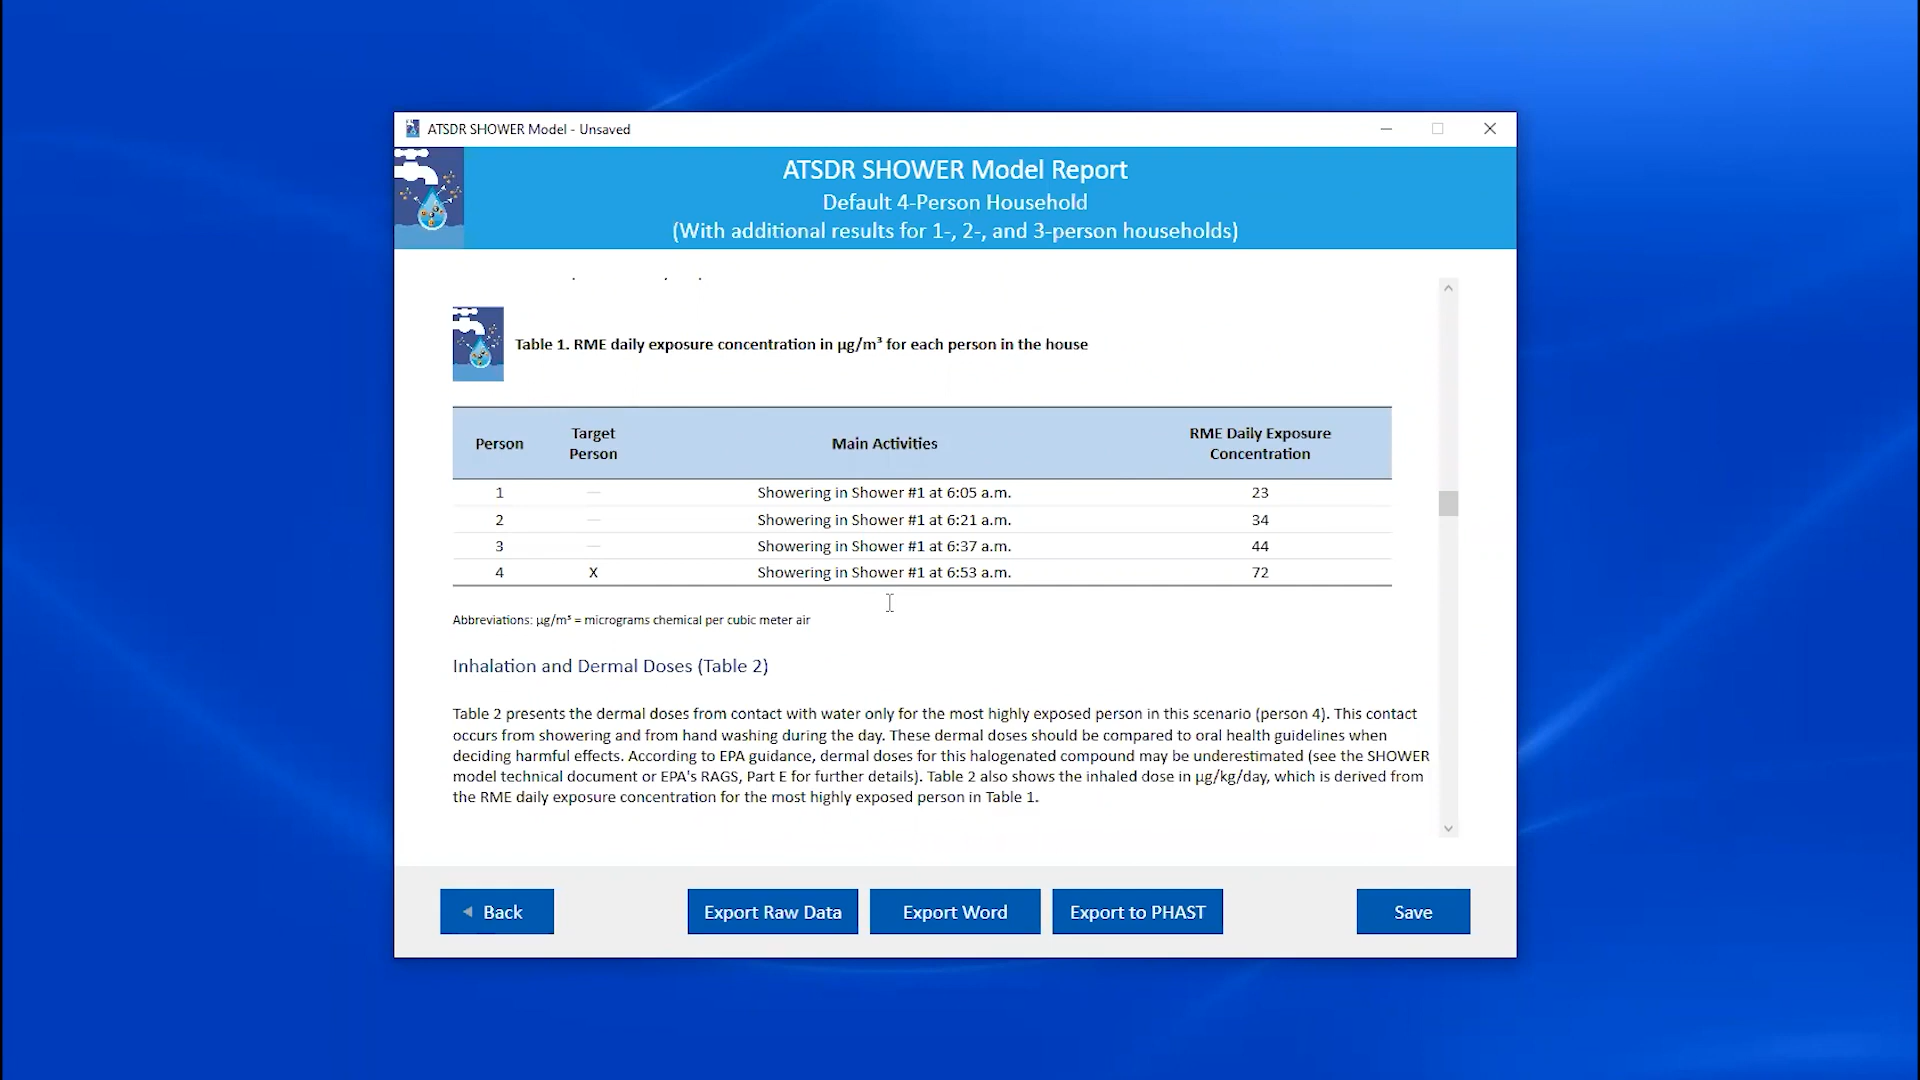 ATSDR SHOWER Model - Unsaved
ATSDR SHOWER Model Report
Default 4-Person Household
(With additional results for 1-, 2-, and 3-person households)
Table 1. RME daily exposure concentration in µg/m³ for each person in the house
Person Target Person Main Activities RME Daily Exposure Concentration
1 — Showering in Shower #1 at 6:05 a.m. 23
2 — Showering in Shower #1 at 6:21 a.m. 34
3 — Showering in Shower #1 at 6:37 a.m. 44
4 X Showering in Shower #1 at 6:53 a.m. 72
Abbreviations: µg/m³ = micrograms chemical per cubic meter air
Inhalation and Dermal Doses (Table 2)
Table 2 presents the dermal doses from contact with water only for the most highly exposed person in this scenario (person 4). This contact
occurs from showering and from hand washing during the day. These dermal doses should be compared to oral health guidelines when
deciding harmful effects. According to EPA guidance, dermal doses for this halogenated compound may be underestimated (see the SHOWER
model technical document or EPA's RAGS, Part E for further details). Table 2 also shows the inhaled dose in µg/kg/day, which is derived from
the RME daily exposure concentration for the most highly exposed person in Table 1.
Back Export Raw Data Export Word Export to PHAST Save